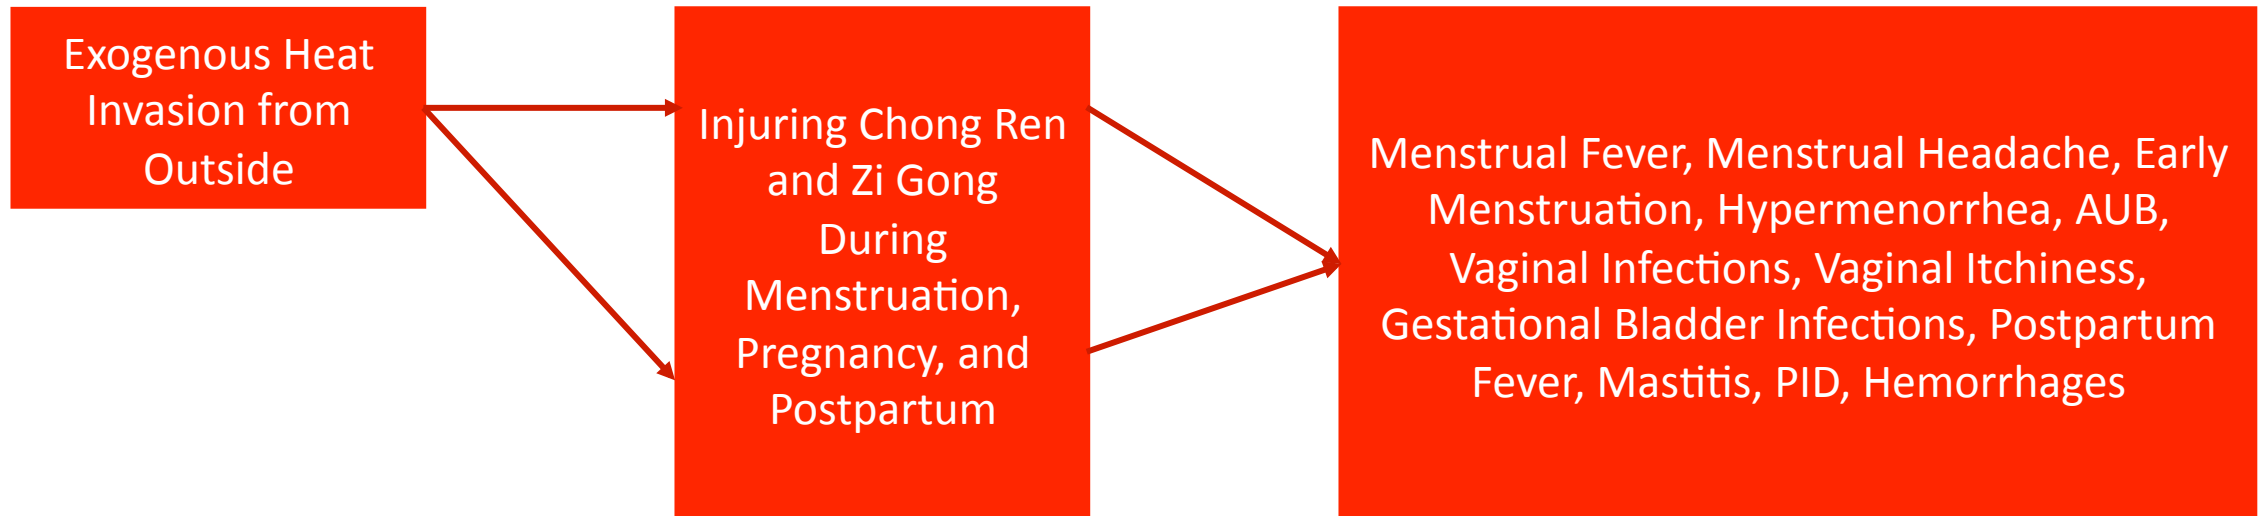 Exogenous Heat
Invasion from
Outside
Injuring Chong Ren
and Zi Gong
During
Menstruation,
Pregnancy, and
Postpartum
Menstrual Fever, Menstrual Headache, Early
Menstruation, Hypermenorrhea, AUB,
Vaginal Infections, Vaginal Itchiness,
Gestational Bladder Infections, Postpartum
Fever, Mastitis, PID, Hemorrhages